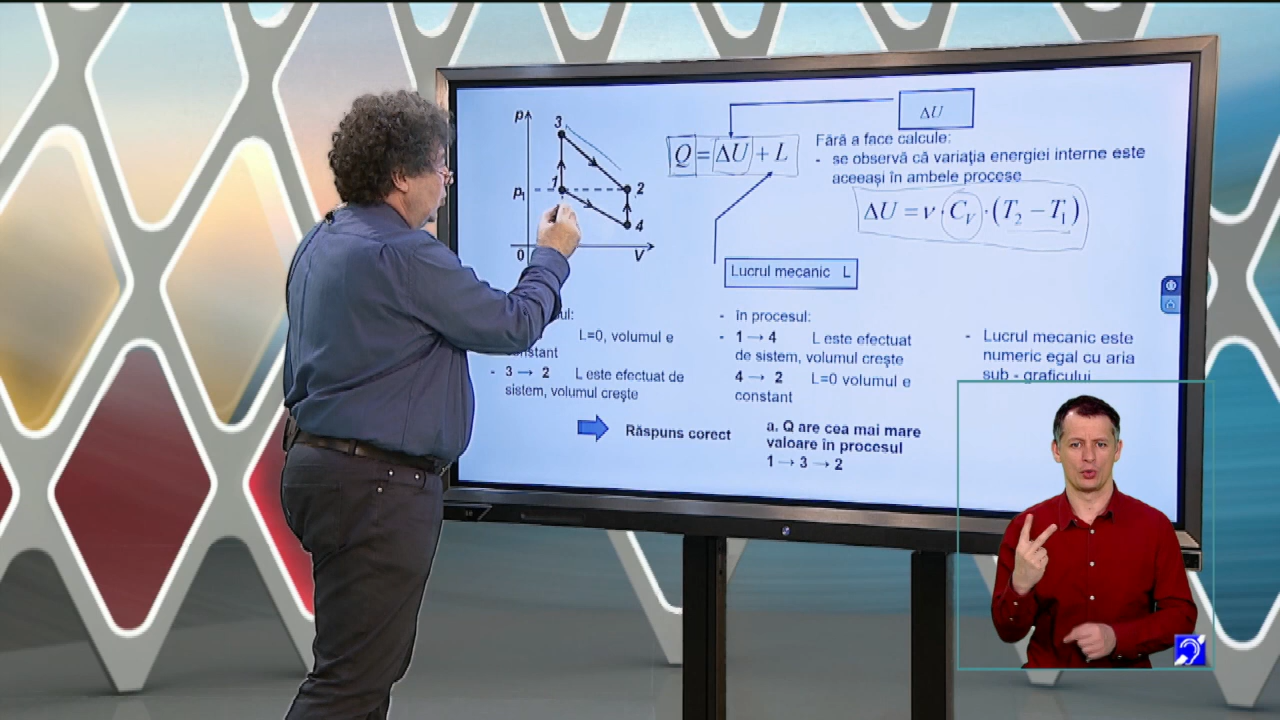 p
3
p₁
1
2
4
0
V
ΔU
Q = ΔU + L
Fără a face calcule:
- se observă că variația energiei interne este
aceeași în ambele procese
ΔU = ν · C_V · (T₂ − T₁)
Lucrul mecanic L
L=0, volumul e
constant
- 3 → 2 L este efectuat de
sistem, volumul crește
- în procesul:
- 1 → 4 L este efectuat
de sistem, volumul crește
4 → 2 L=0 volumul e
constant
- Lucrul mecanic este
numeric egal cu aria
sub - graficului
Răspuns corect
a. Q are cea mai mare
valoare în procesul
1 → 3 → 2